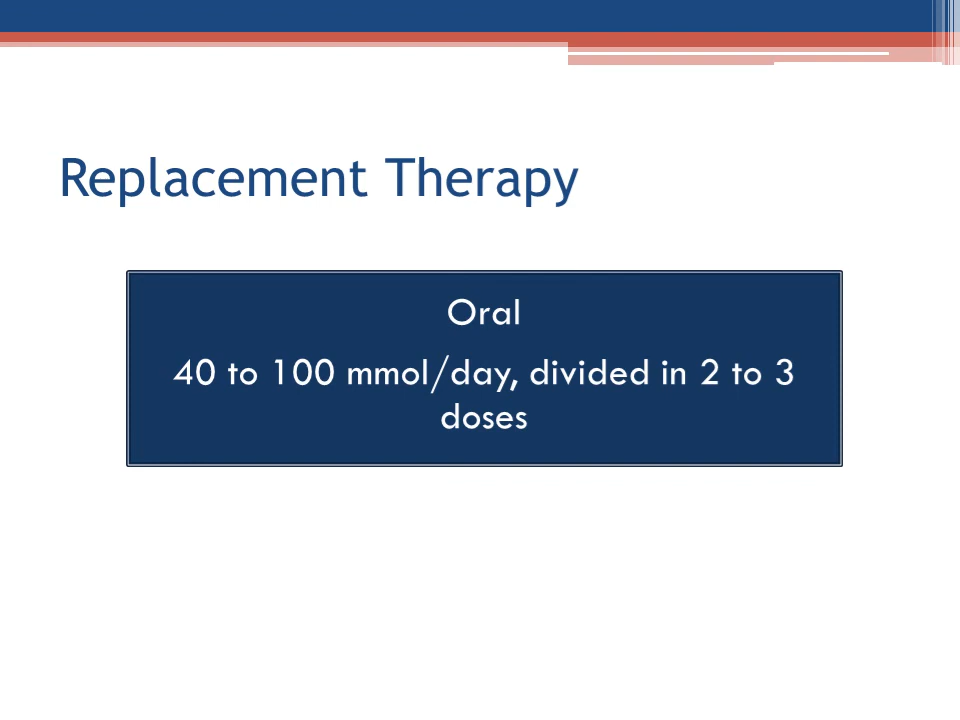 Replacement Therapy
Oral
40 to 100 mmol/day, divided in 2 to 3
doses